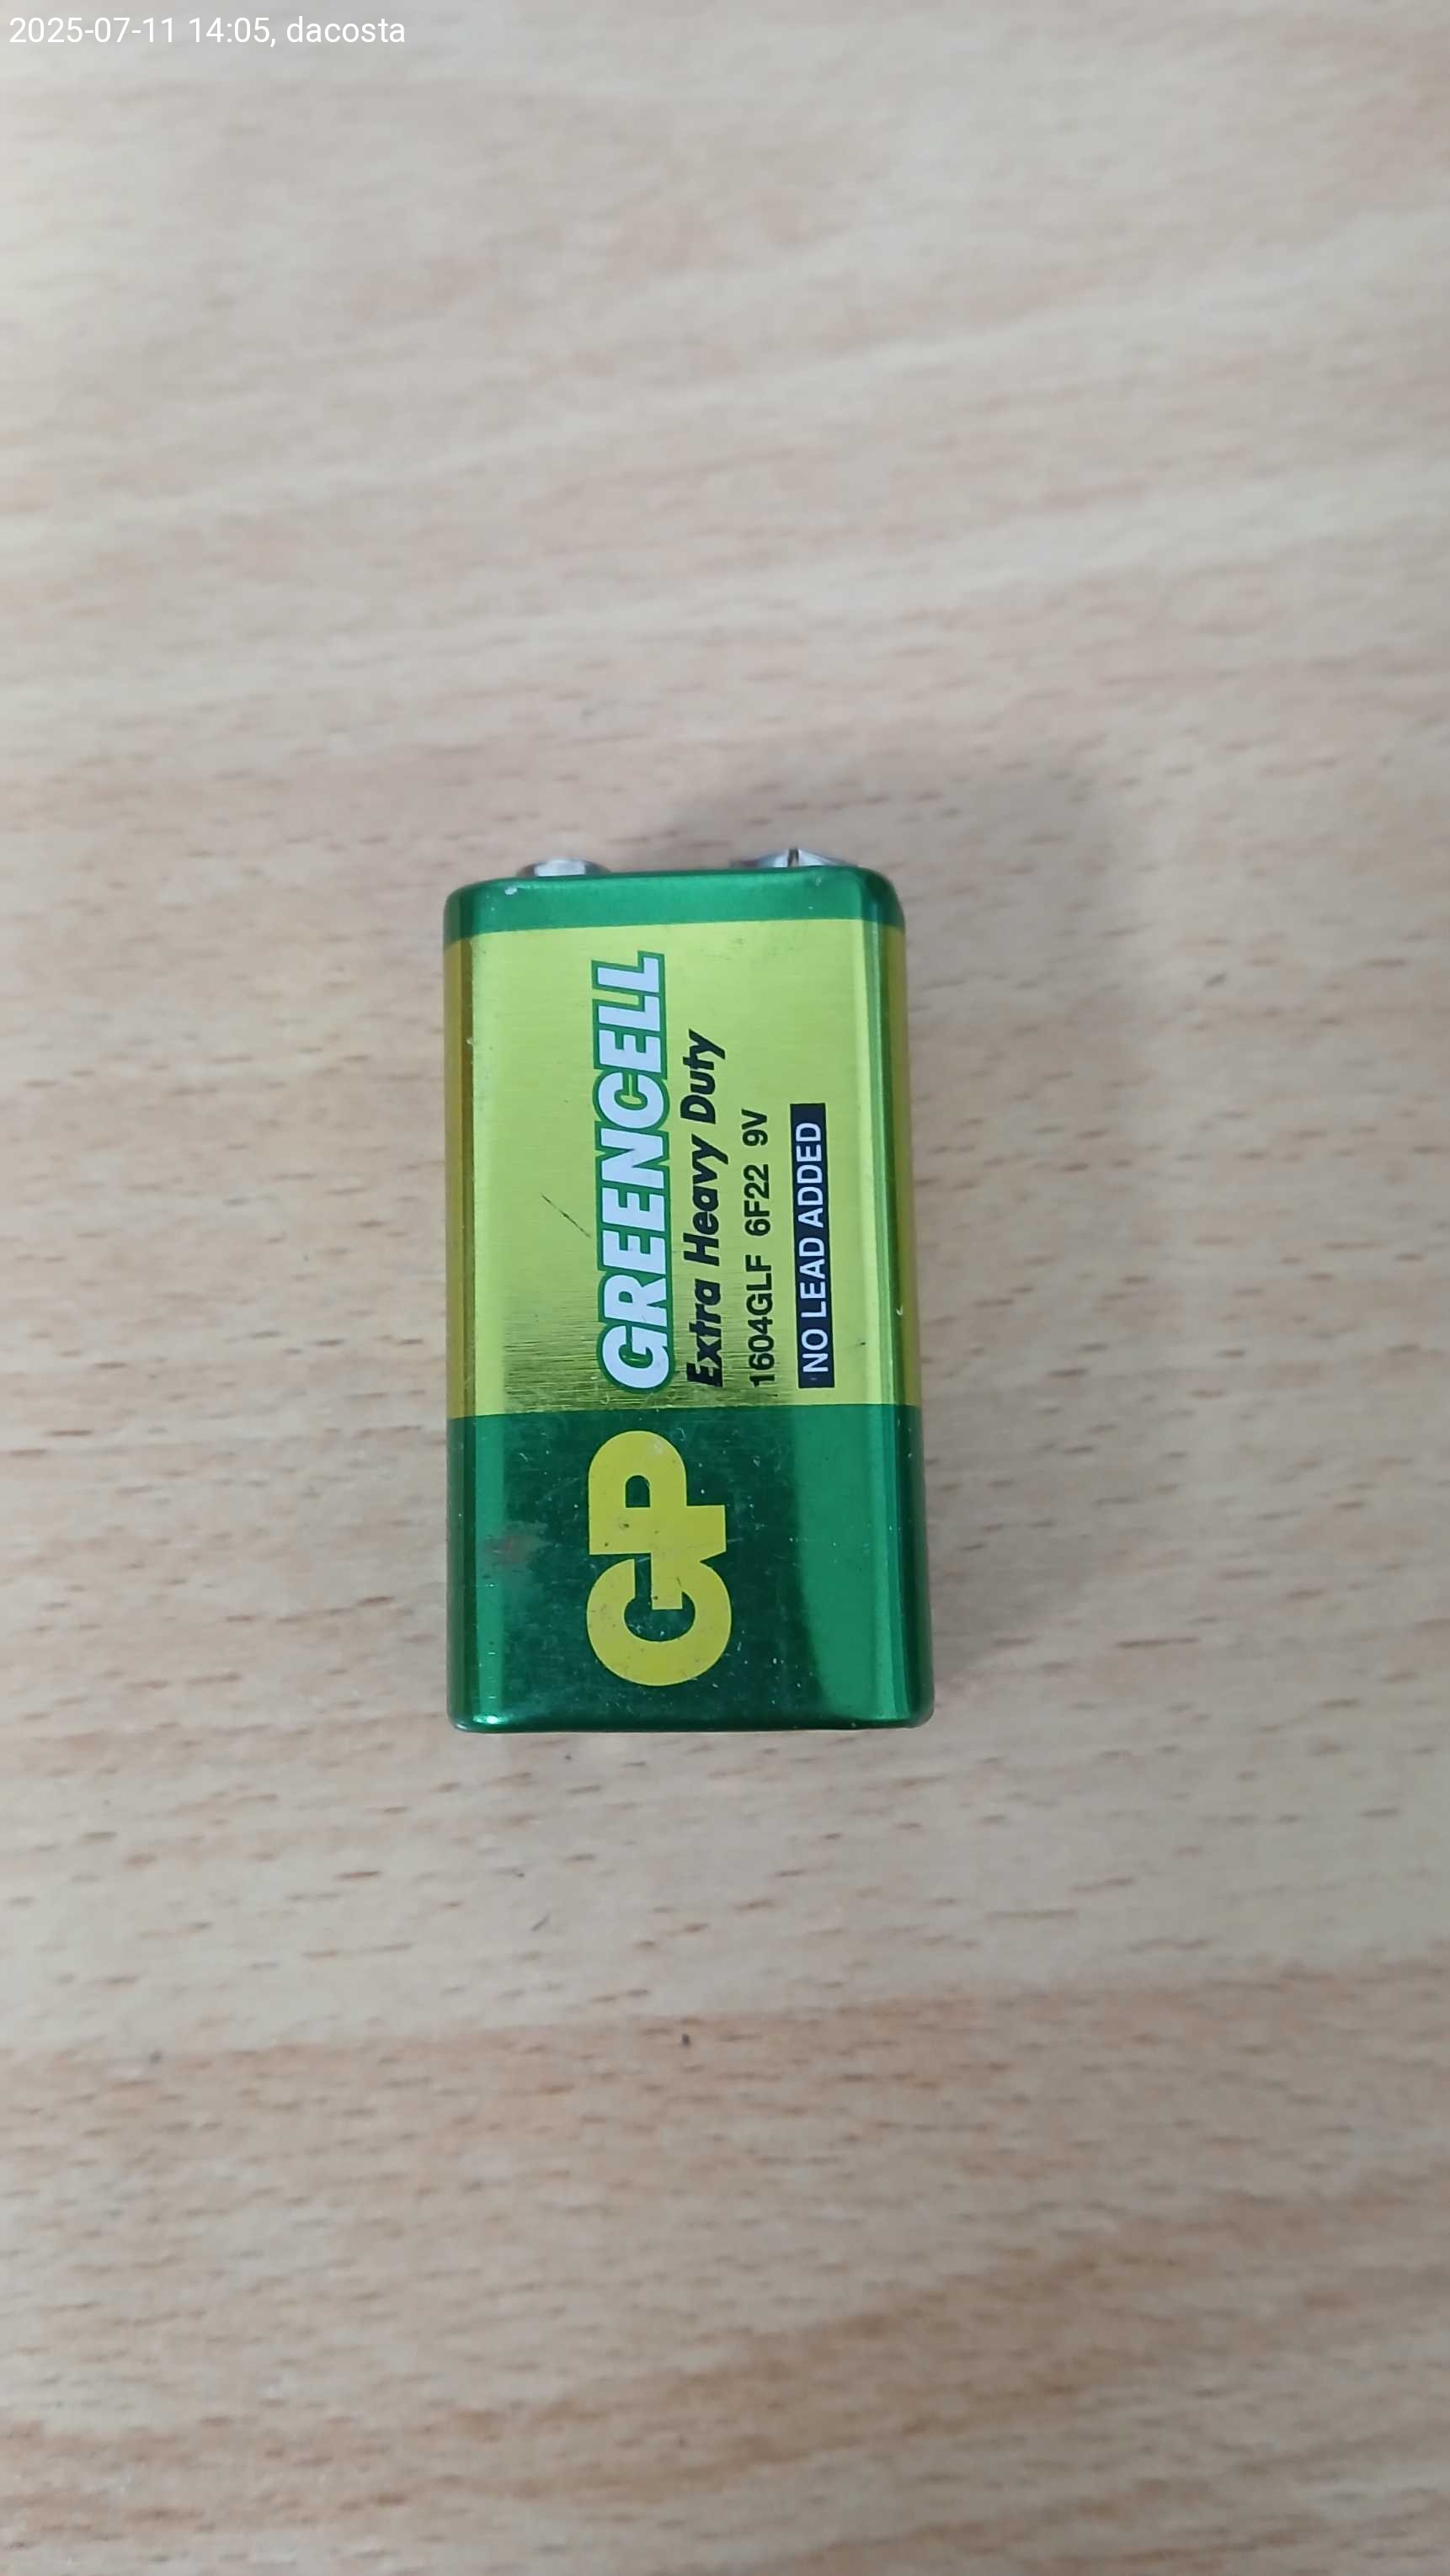 2025-07-11 14:05, dacosta
GP
GREENCELL
Extra Heavy Duty
1604GLF 6F22 9V
NO LEAD ADDED